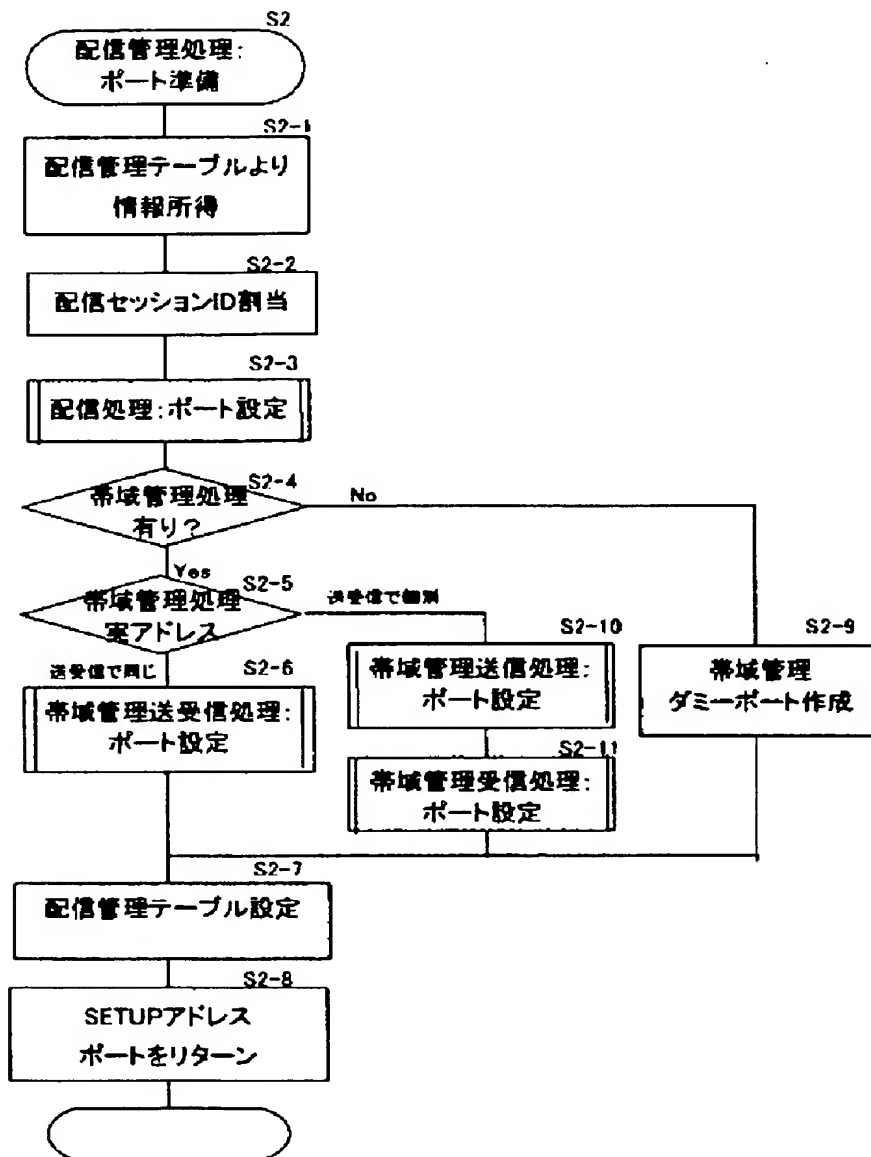 S2
配信管理処理:
ポート準備
S2-1
配信管理テーブルより
情報所得
S2-2
配信セッションID割当
S2-3
配信処理:ポート設定
S2-4
帯域管理処理
有り?
No
Yes
S2-5
帯域管理処理
実アドレス
送受信で個別
送受信で同じ
S2-6
帯域管理送受信処理:
ポート設定
S2-10
帯域管理送信処理:
ポート設定
S2-11
帯域管理受信処理:
ポート設定
S2-9
帯域管理
ダミーポート作成
S2-7
配信管理テーブル設定
S2-8
SETUPアドレス
ポートをリターン